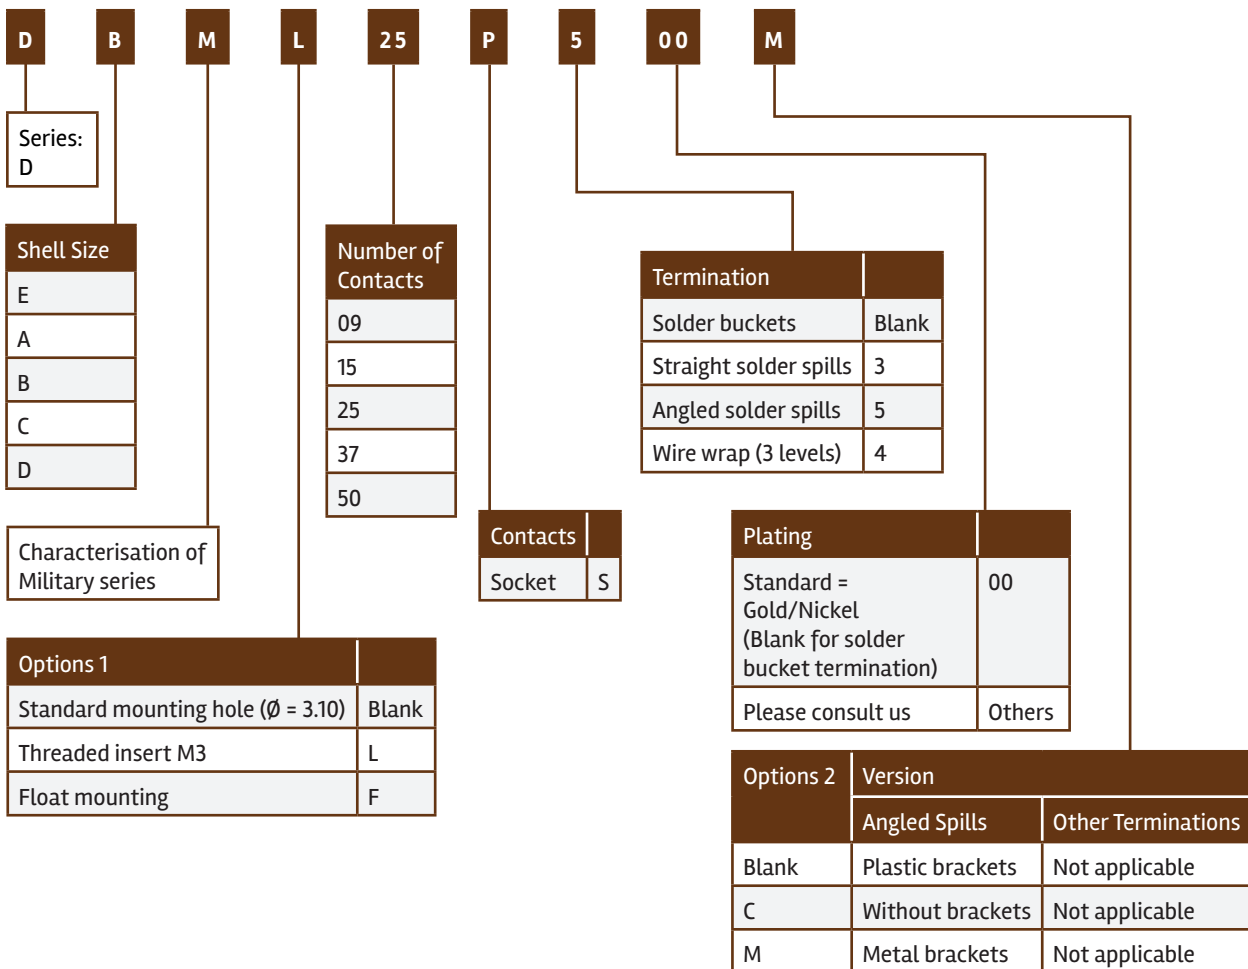 D B M L 25 P 5 00 M
Series:
D
Shell Size
E
A
B
C
D
Characterisation of
Military series
Options 1
Standard mounting hole (Ø = 3.10) Blank
Threaded insert M3 L
Float mounting F
Number of
Contacts
09
15
25
37
50
Contacts
Socket S
Termination
Solder buckets Blank
Straight solder spills 3
Angled solder spills 5
Wire wrap (3 levels) 4
Plating
Standard = 00
Gold/Nickel
(Blank for solder
bucket termination)
Please consult us Others
Options 2 Version
Angled Spills Other Terminations
Blank Plastic brackets Not applicable
C Without brackets Not applicable
M Metal brackets Not applicable